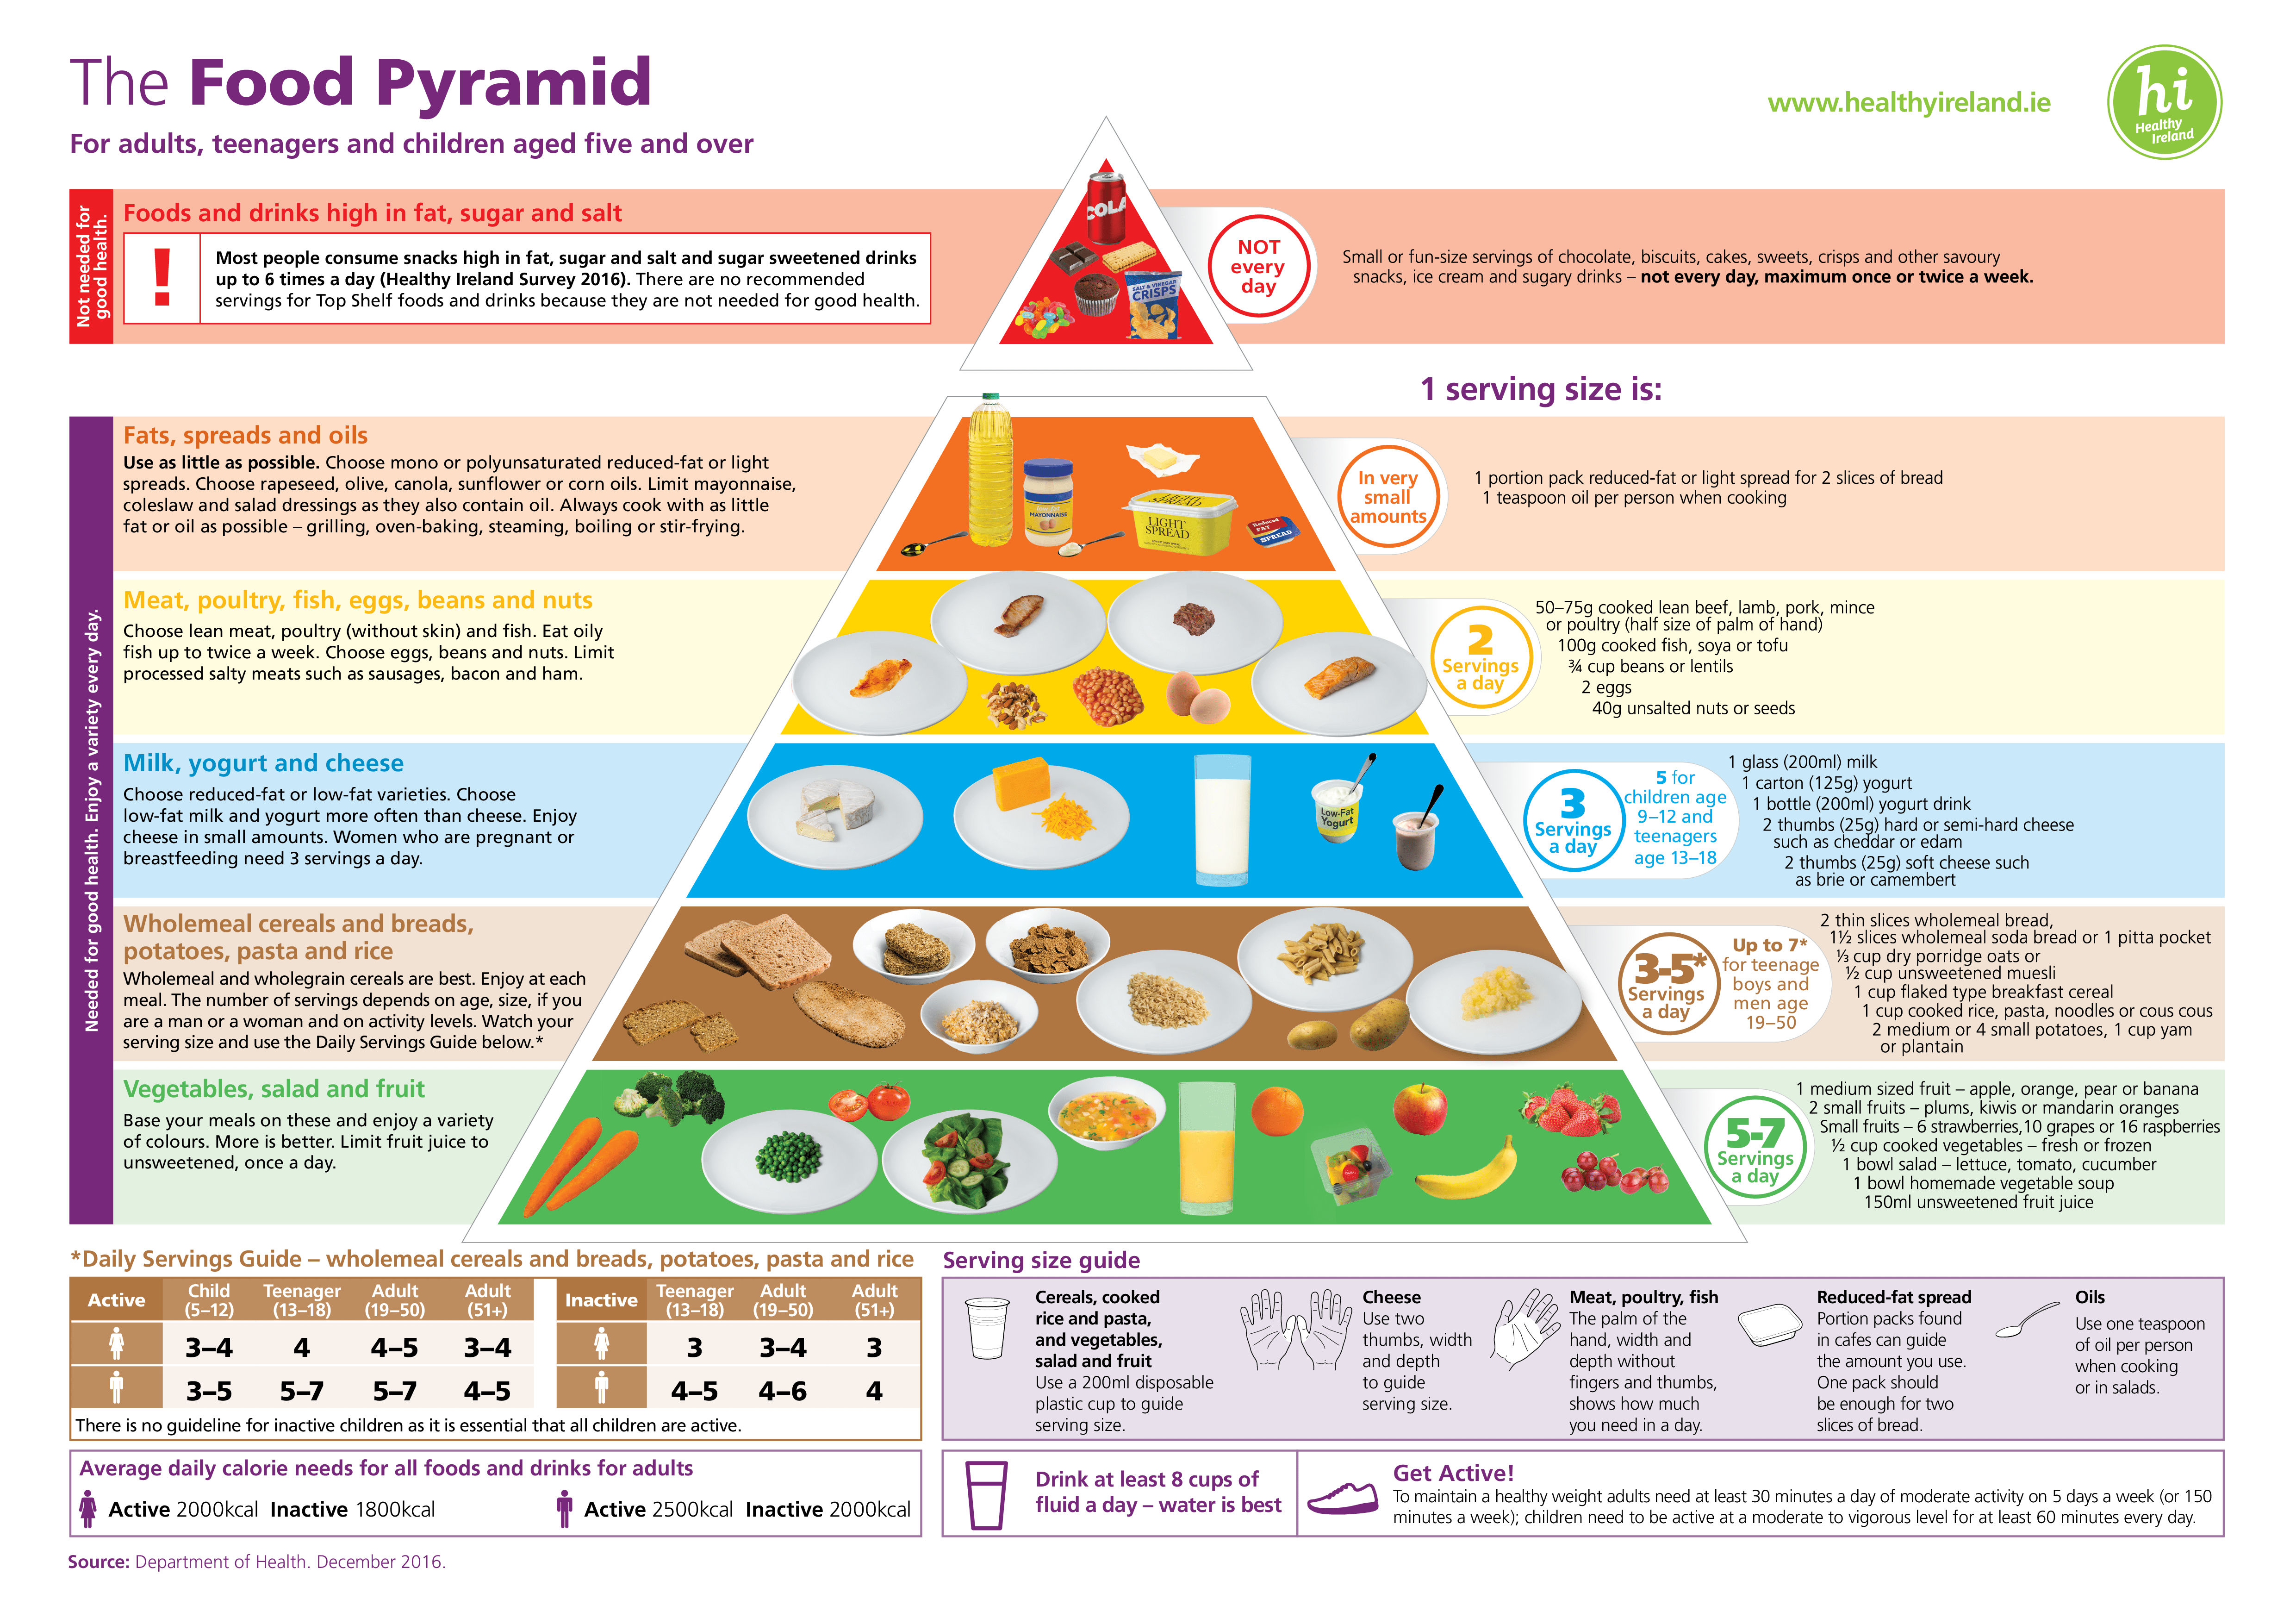 The Food Pyramid
For adults, teenagers and children aged five and over
www.healthyireland.ie
hi
Healthy
Ireland
Not needed for
good health.
Foods and drinks high in fat, sugar and salt
!
Most people consume snacks high in fat, sugar and salt and sugar sweetened drinks
up to 6 times a day (Healthy Ireland Survey 2016). There are no recommended
servings for Top Shelf foods and drinks because they are not needed for good health.
COLA
SALT & VINEGAR
CRISPS
NOT
every
day
Small or fun-size servings of chocolate, biscuits, cakes, sweets, crisps and other savoury
snacks, ice cream and sugary drinks – not every day, maximum once or twice a week.
1 serving size is:
Needed for good health. Enjoy a variety every day.
Fats, spreads and oils
Use as little as possible. Choose mono or polyunsaturated reduced-fat or light
spreads. Choose rapeseed, olive, canola, sunflower or corn oils. Limit mayonnaise,
coleslaw and salad dressings as they also contain oil. Always cook with as little
fat or oil as possible – grilling, oven-baking, steaming, boiling or stir-frying.
MAYONNAISE
LIGHT SPREAD
LIGHT
SPREAD
Reduced
FAT
SPREAD
In very
small
amounts
1 portion pack reduced-fat or light spread for 2 slices of bread
1 teaspoon oil per person when cooking
Meat, poultry, fish, eggs, beans and nuts
Choose lean meat, poultry (without skin) and fish. Eat oily
fish up to twice a week. Choose eggs, beans and nuts. Limit
processed salty meats such as sausages, bacon and ham.
2
Servings
a day
50–75g cooked lean beef, lamb, pork, mince
or poultry (half size of palm of hand)
100g cooked fish, soya or tofu
¾ cup beans or lentils
2 eggs
40g unsalted nuts or seeds
Milk, yogurt and cheese
Choose reduced-fat or low-fat varieties. Choose
low-fat milk and yogurt more often than cheese. Enjoy
cheese in small amounts. Women who are pregnant or
breastfeeding need 3 servings a day.
Low-Fat
Yogurt
3
Servings
a day
5 for
children age
9–12 and
teenagers
age 13–18
1 glass (200ml) milk
1 carton (125g) yogurt
1 bottle (200ml) yogurt drink
2 thumbs (25g) hard or semi-hard cheese
such as cheddar or edam
2 thumbs (25g) soft cheese such
as brie or camembert
Wholemeal cereals and breads,
potatoes, pasta and rice
Wholemeal and wholegrain cereals are best. Enjoy at each
meal. The number of servings depends on age, size, if you
are a man or a woman and on activity levels. Watch your
serving size and use the Daily Servings Guide below.*
3-5*
Servings
a day
Up to 7*
for teenage
boys and
men age
19–50
2 thin slices wholemeal bread,
1½ slices wholemeal soda bread or 1 pitta pocket
⅓ cup dry porridge oats or
½ cup unsweetened muesli
1 cup flaked type breakfast cereal
1 cup cooked rice, pasta, noodles or cous cous
2 medium or 4 small potatoes, 1 cup yam
or plantain
Vegetables, salad and fruit
Base your meals on these and enjoy a variety
of colours. More is better. Limit fruit juice to
unsweetened, once a day.
5-7
Servings
a day
1 medium sized fruit – apple, orange, pear or banana
2 small fruits – plums, kiwis or mandarin oranges
Small fruits – 6 strawberries,10 grapes or 16 raspberries
½ cup cooked vegetables – fresh or frozen
1 bowl salad – lettuce, tomato, cucumber
1 bowl homemade vegetable soup
150ml unsweetened fruit juice
*Daily Servings Guide – wholemeal cereals and breads, potatoes, pasta and rice
Active Child (5–12) Teenager (13–18) Adult (19–50) Adult (51+) Inactive Teenager (13–18) Adult (19–50) Adult (51+)
3–4 4 4–5 3–4 3 3–4 3
3–5 5–7 5–7 4–5 4–5 4–6 4
There is no guideline for inactive children as it is essential that all children are active.
Average daily calorie needs for all foods and drinks for adults
Active 2000kcal Inactive 1800kcal Active 2500kcal Inactive 2000kcal
Serving size guide
Cereals, cooked
rice and pasta,
and vegetables,
salad and fruit
Use a 200ml disposable
plastic cup to guide
serving size.
Cheese
Use two
thumbs, width
and depth
to guide
serving size.
Meat, poultry, fish
The palm of the
hand, width and
depth without
fingers and thumbs,
shows how much
you need in a day.
Reduced-fat spread
Portion packs found
in cafes can guide
the amount you use.
One pack should
be enough for two
slices of bread.
Oils
Use one teaspoon
of oil per person
when cooking
or in salads.
Drink at least 8 cups of
fluid a day – water is best
Get Active!
To maintain a healthy weight adults need at least 30 minutes a day of moderate activity on 5 days a week (or 150
minutes a week); children need to be active at a moderate to vigorous level for at least 60 minutes every day.
Source: Department of Health. December 2016.